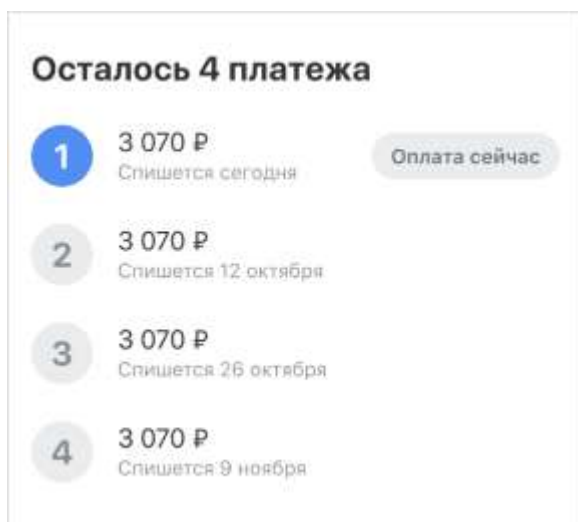 Осталось 4 платежа
1
3 070 ₽
Спишется сегодня
Оплата сейчас
2
3 070 ₽
Спишется 12 октября
3
3 070 ₽
Спишется 26 октября
4
3 070 ₽
Спишется 9 ноября